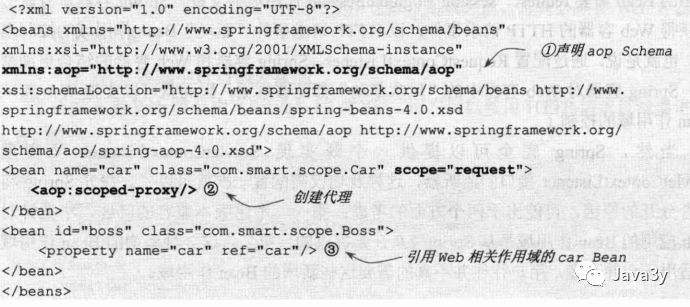 <?xml version="1.0" encoding="UTF-8"?>
<beans xmlns="http://www.springframework.org/schema/beans"
xmlns:xsi="http://www.w3.org/2001/XMLSchema-instance"
①声明 aop Schema
xmlns:aop="http://www.springframework.org/schema/aop"
xsi:schemaLocation="http://www.springframework.org/schema/beans http://www.
springframework.org/schema/beans/spring-beans-4.0.xsd
http://www.springframework.org/schema/aop http://www.springframework.org/
schema/aop/spring-aop-4.0.xsd">
<bean name="car" class="com.smart.scope.Car" scope="request">
<aop:scoped-proxy/> ②
创建代理
</bean>
<bean id="boss" class="com.smart.scope.Boss">
<property name="car" ref="car"/> ③
引用 Web 相关作用域的 car Bean
</bean>
</beans>
Java3y